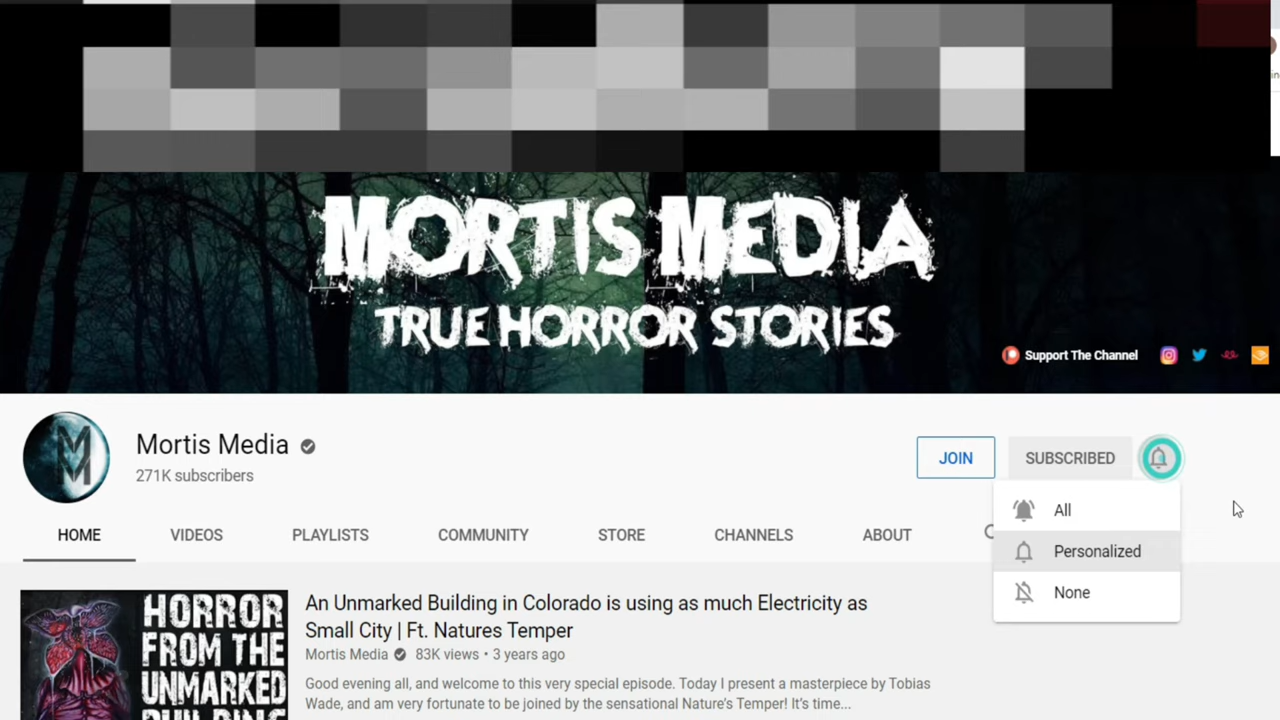 MORTIS MEDIA
TRUE HORROR STORIES
Support The Channel
Mortis Media
271K subscribers
JOIN
SUBSCRIBED
All
Personalized
None
HOME
VIDEOS
PLAYLISTS
COMMUNITY
STORE
CHANNELS
ABOUT
HORROR
FROM THE
UNMARKED
An Unmarked Building in Colorado is using as much Electricity as
Small City | Ft. Natures Temper
Mortis Media 83K views • 3 years ago
Good evening all, and welcome to this very special episode. Today I present a masterpiece by Tobias
Wade, and am very fortunate to be joined by the sensational Nature's Temper! It's time...